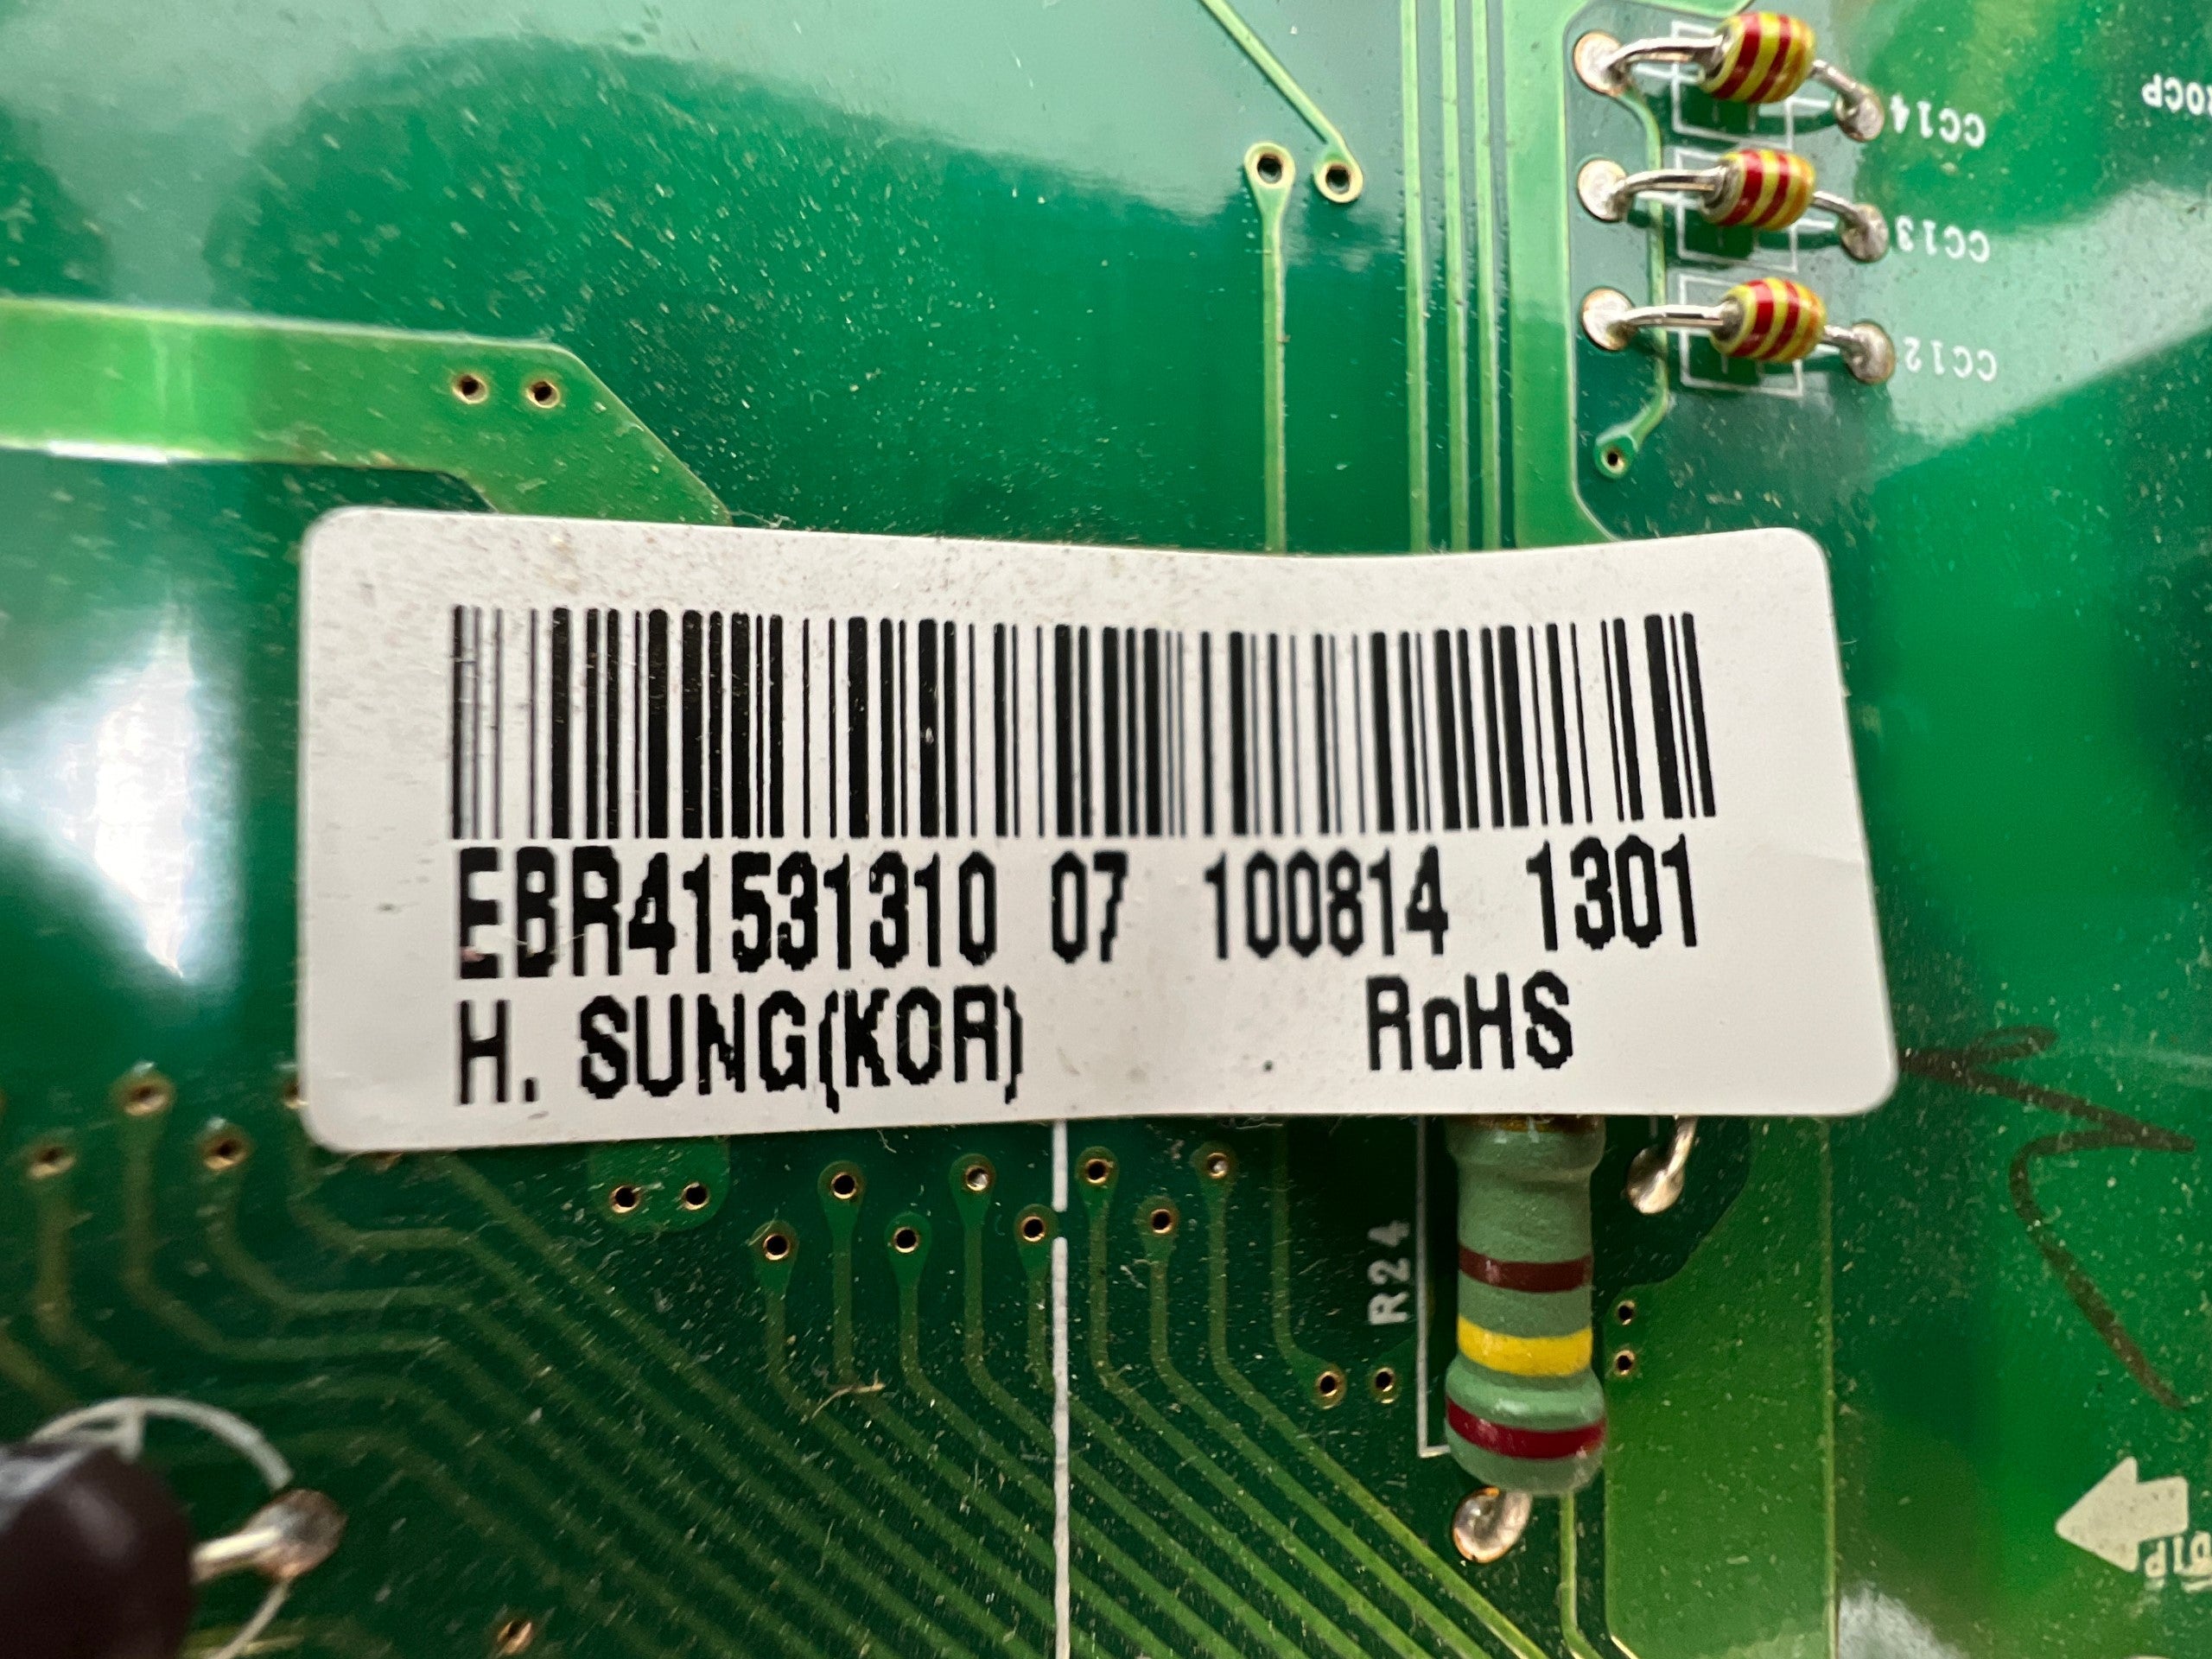 CC14
CC13
CC12
EBR41531310 07 100814 1301
H. SUNG(KOR) RoHS
R24